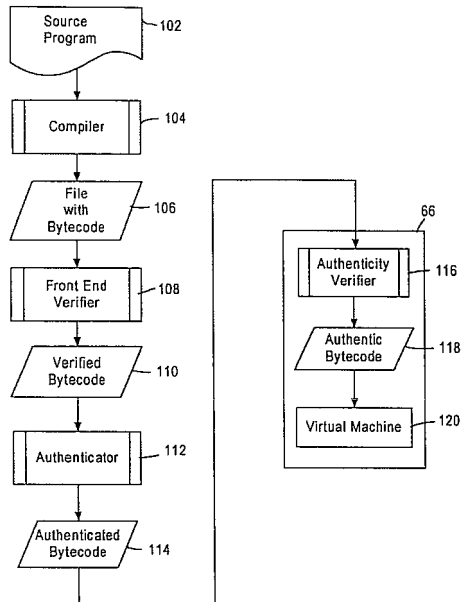 Source
Program
102
Compiler
104
File
with
Bytecode
106
Front End
Verifier
108
Verified
Bytecode
110
Authenticator
112
Authenticated
Bytecode
114
66
Authenticity
Verifier
116
Authentic
Bytecode
118
Virtual Machine
120